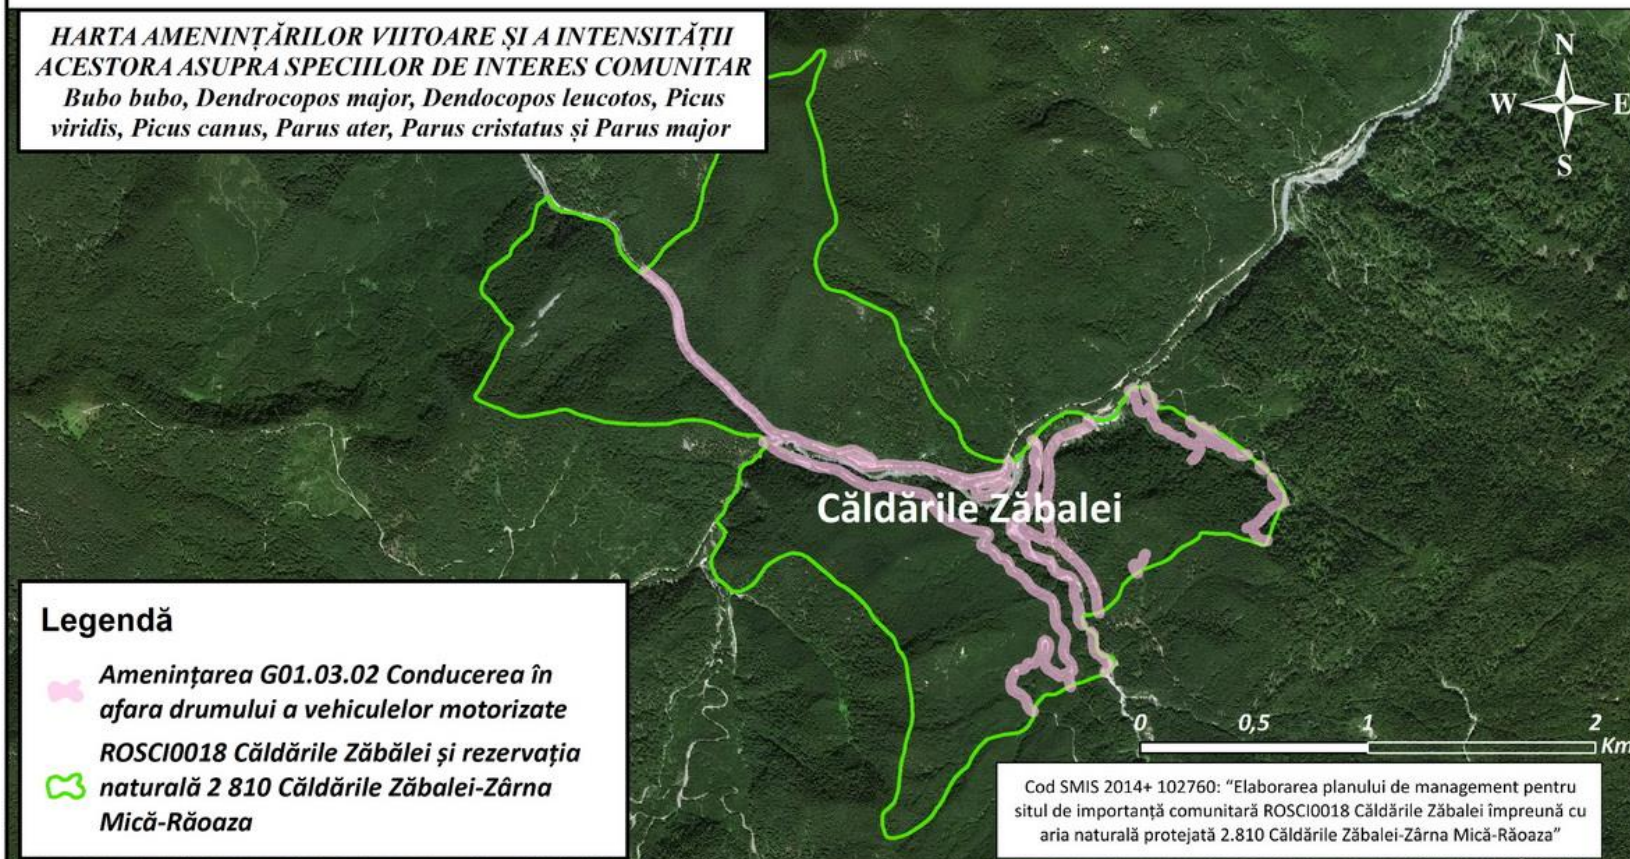 HARTA AMENINȚĂRILOR VIITOARE ȘI A INTENSITĂȚII
ACESTORA ASUPRA SPECIILOR DE INTERES COMUNITAR
Bubo bubo, Dendrocopos major, Dendocopos leucotos, Picus
viridis, Picus canus, Parus ater, Parus cristatus și Parus major
N
W E
S
Căldările Zăbalei
Legendă
Amenințarea G01.03.02 Conducerea în
afara drumului a vehiculelor motorizate
ROSCI0018 Căldările Zăbălei și rezervația
naturală 2 810 Căldările Zăbalei-Zârna
Mică-Răoaza
0 0,5 1 2
Km
Cod SMIS 2014+ 102760: “Elaborarea planului de management pentru
situl de importanță comunitară ROSCI0018 Căldările Zăbalei împreună cu
aria naturală protejată 2.810 Căldările Zăbalei-Zârna Mică-Răoaza”